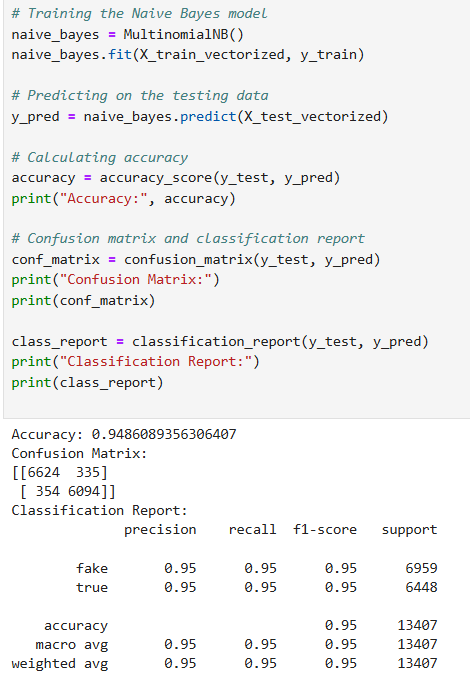 # Training the Naive Bayes model
naive_bayes = MultinomialNB()
naive_bayes.fit(X_train_vectorized, y_train)
# Predicting on the testing data
y_pred = naive_bayes.predict(X_test_vectorized)
# Calculating accuracy
accuracy = accuracy_score(y_test, y_pred)
print("Accuracy:", accuracy)
# Confusion matrix and classification report
conf_matrix = confusion_matrix(y_test, y_pred)
print("Confusion Matrix:")
print(conf_matrix)
class_report = classification_report(y_test, y_pred)
print("Classification Report:")
print(class_report)
Accuracy: 0.9486089356306407
Confusion Matrix:
[[6624  335]
 [ 354 6094]]
Classification Report:
              precision    recall  f1-score   support
        fake       0.95      0.95      0.95      6959
        true       0.95      0.95      0.95      6448
    accuracy                           0.95     13407
   macro avg       0.95      0.95      0.95     13407
weighted avg       0.95      0.95      0.95     13407